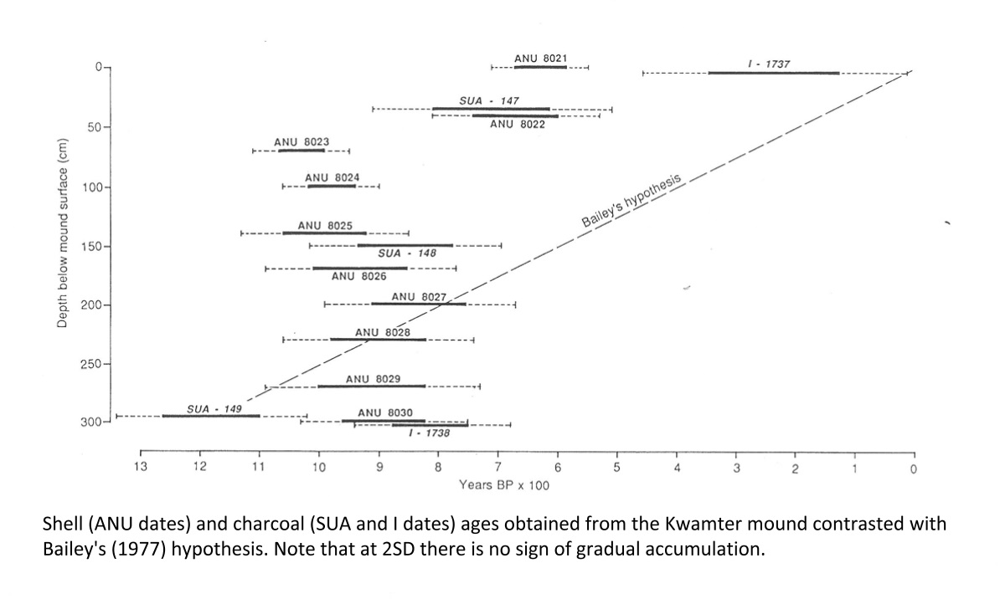 ANU 8021
I - 1737
0
SUA - 147
ANU 8022
50
ANU 8023
ANU 8024
100
Bailey's hypothesis
ANU 8025
150
SUA - 148
ANU 8026
ANU 8027
200
ANU 8028
250
ANU 8029
SUA - 149
ANU 8030
300
I - 1738
Depth below mound surface (cm)
13 12 11 10 9 8 7 6 5 4 3 2 1 0
Years BP x 100
Shell (ANU dates) and charcoal (SUA and I dates) ages obtained from the Kwamter mound contrasted with
Bailey's (1977) hypothesis. Note that at 2SD there is no sign of gradual accumulation.